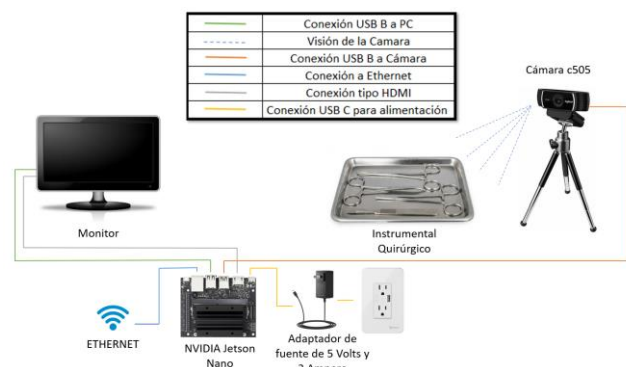 Conexión USB B a PC
Visión de la Camara
Conexión USB B a Cámara
Conexión a Ethernet
Conexión tipo HDMI
Conexión USB C para alimentación
Cámara c505
Monitor
Instrumental
Quirúrgico
ETHERNET
NVIDIA Jetson
Nano
Adaptador de
fuente de 5 Volts y